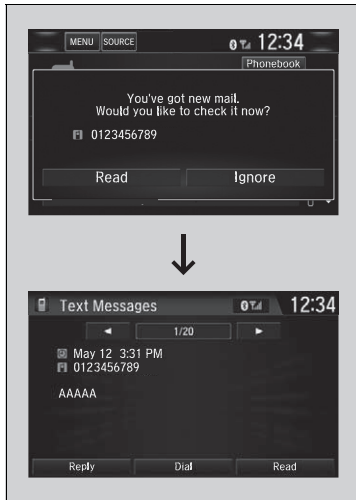 MENU SOURCE 12:34
Phonebook
You've got new mail.
Would you like to check it now?
0123456789
Read Ignore
Text Messages 12:34
1/20
May 12 3:31 PM
0123456789
AAAAA
Reply Dial Read